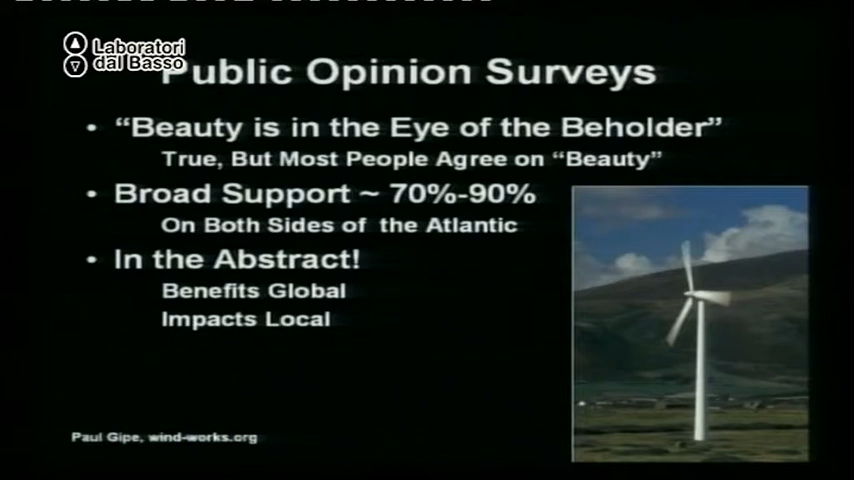 Laboratori
dal Basso
Public Opinion Surveys
• “Beauty is in the Eye of the Beholder”
True, But Most People Agree on “Beauty”
• Broad Support ~ 70%-90%
On Both Sides of the Atlantic
• In the Abstract!
Benefits Global
Impacts Local
Paul Gipe, wind-works.org